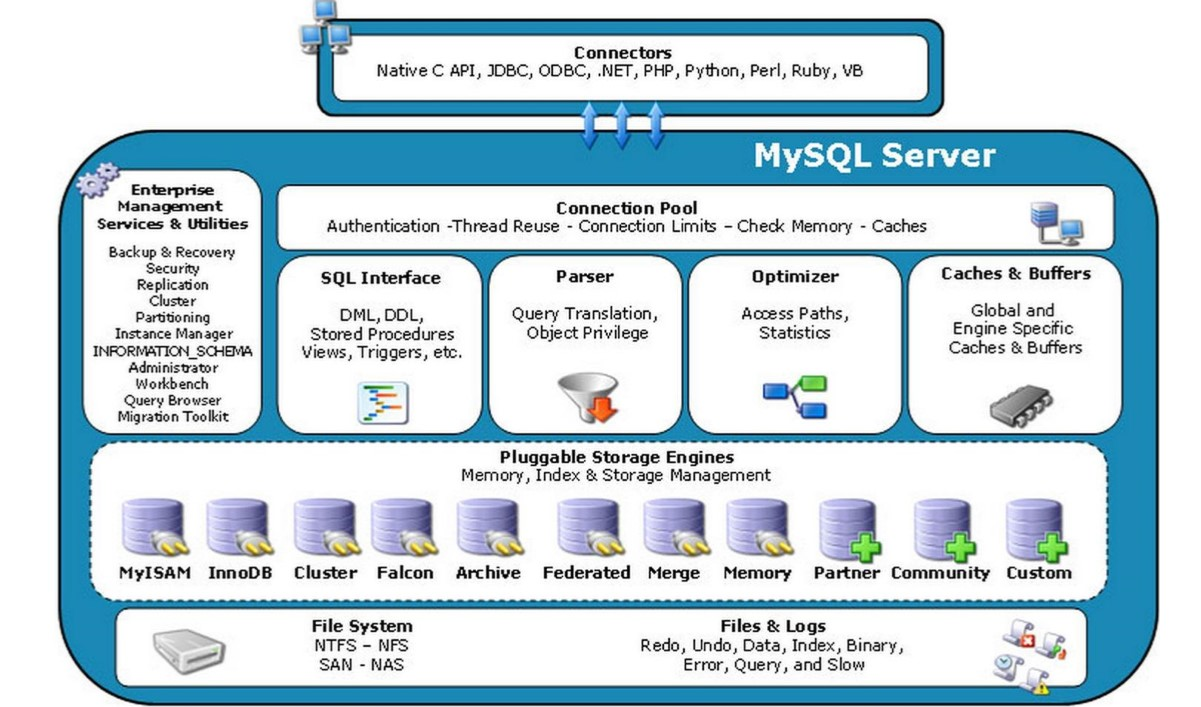 Connectors
Native C API, JDBC, ODBC, .NET, PHP, Python, Perl, Ruby, VB
MySQL Server
Enterprise
Management
Services & Utilities
Backup & Recovery
Security
Replication
Cluster
Partitioning
Instance Manager
INFORMATION_SCHEMA
Administrator
Workbench
Query Browser
Migration Toolkit
Connection Pool
Authentication -Thread Reuse - Connection Limits – Check Memory - Caches
SQL Interface
DML, DDL,
Stored Procedures
Views, Triggers, etc.
Parser
Query Translation,
Object Privilege
Optimizer
Access Paths,
Statistics
Caches & Buffers
Global and
Engine Specific
Caches & Buffers
Pluggable Storage Engines
Memory, Index & Storage Management
MyISAM InnoDB Cluster Falcon Archive Federated Merge Memory Partner Community Custom
File System
NTFS – NFS
SAN - NAS
Files & Logs
Redo, Undo, Data, Index, Binary,
Error, Query, and Slow